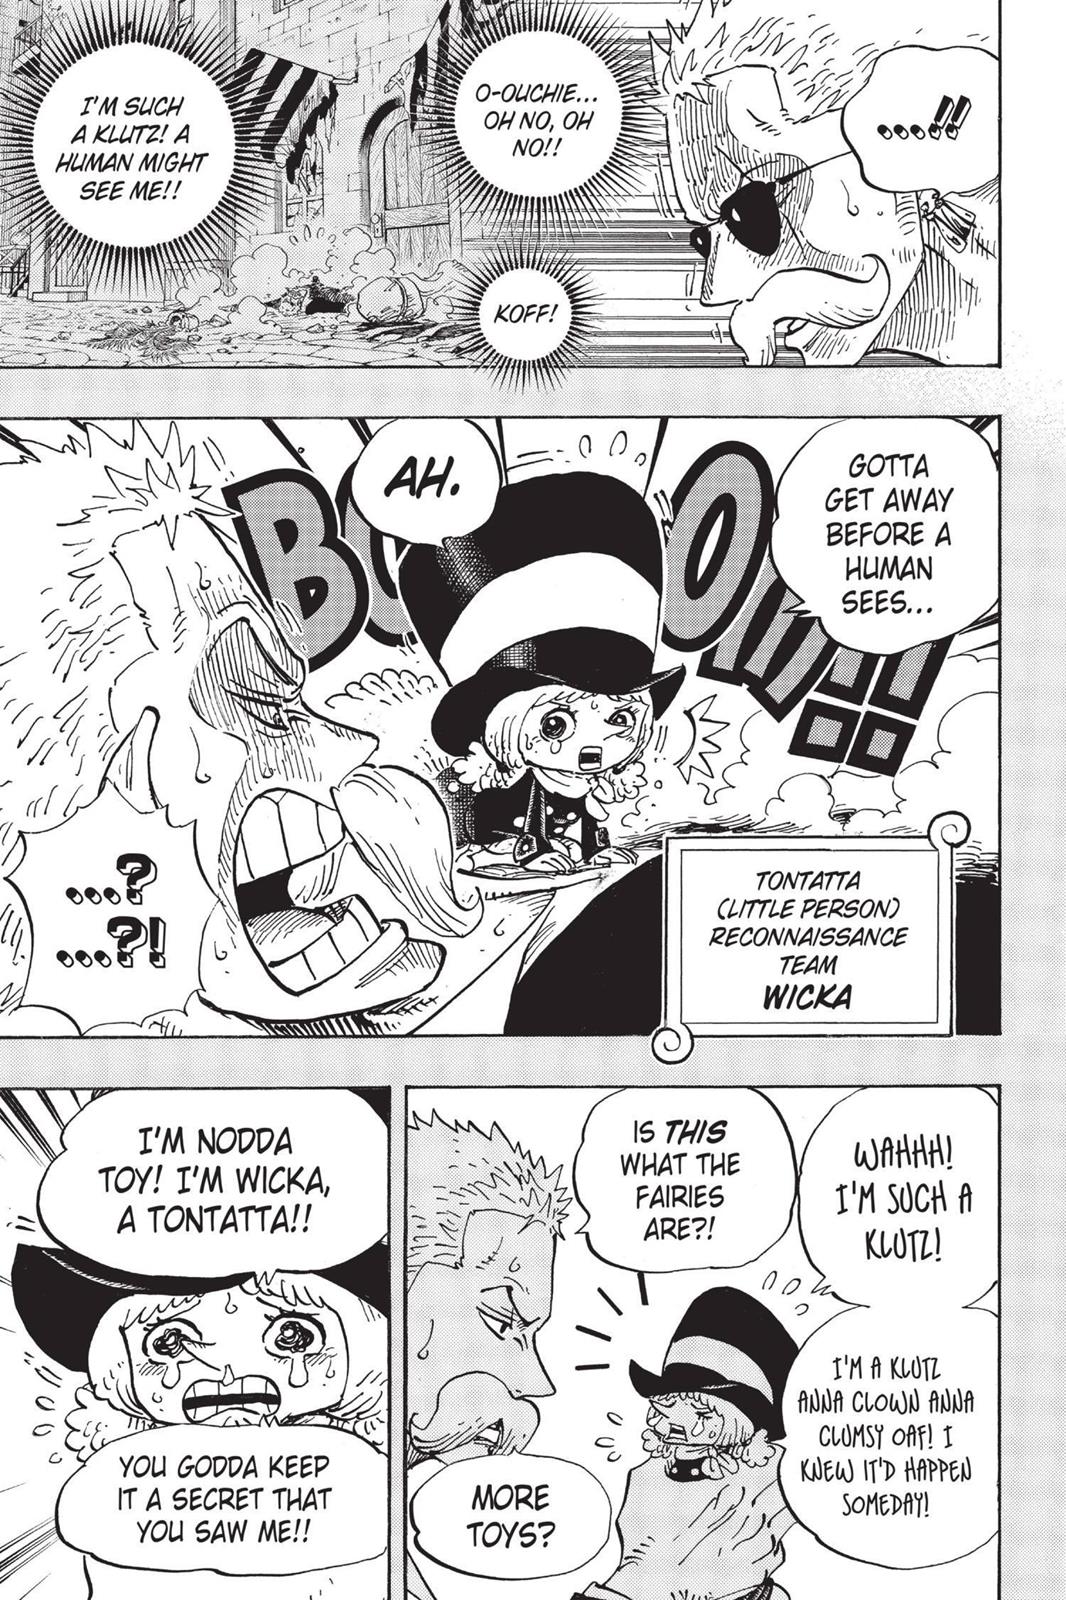 ....!!
O-OUCHIE...
OH NO, OH
NO!!
KOFF!
I'M SUCH
A KLUTZ! A
HUMAN MIGHT
SEE ME!!
GOTTA
GET AWAY
BEFORE A
HUMAN
SEES...
AH.
....?
....?!
TONTATTA
(LITTLE PERSON)
RECONNAISSANCE
TEAM
WICKA
WAHHH!
I'M SUCH A
KLUTZ!
I'M A KLUTZ
ANNA CLOWN ANNA
CLUMSY OAF! I
KNEW IT'D HAPPEN
SOMEDAY!
IS THIS
WHAT THE
FAIRIES
ARE?!
MORE
TOYS?
I'M NODDA
TOY! I'M WICKA,
A TONTATTA!!
YOU GODDA KEEP
IT A SECRET THAT
YOU SAW ME!!